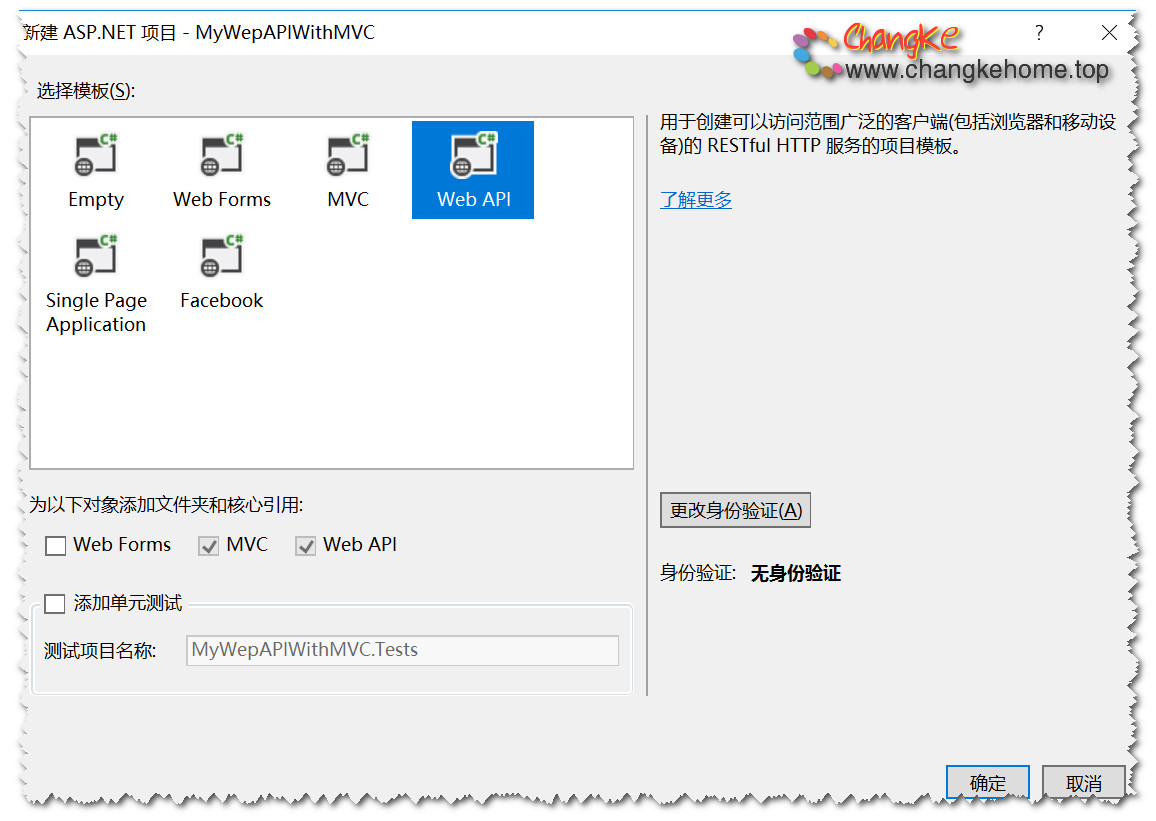 新建 ASP.NET 项目 - MyWepAPIWithMVC
?
ChangKe
www.changkehome.top
选择模板(S):
C#
C#
C#
C#
Empty
Web Forms
MVC
Web API
C#
C#
Single Page
Application
Facebook
用于创建可以访问范围广泛的客户端(包括浏览器和移动设
备)的 RESTful HTTP 服务的项目模板。
了解更多
为以下对象添加文件夹和核心引用:
Web Forms
MVC
Web API
添加单元测试
测试项目名称:
MyWepAPIWithMVC.Tests
更改身份验证(A)
身份验证: 无身份验证
确定
取消